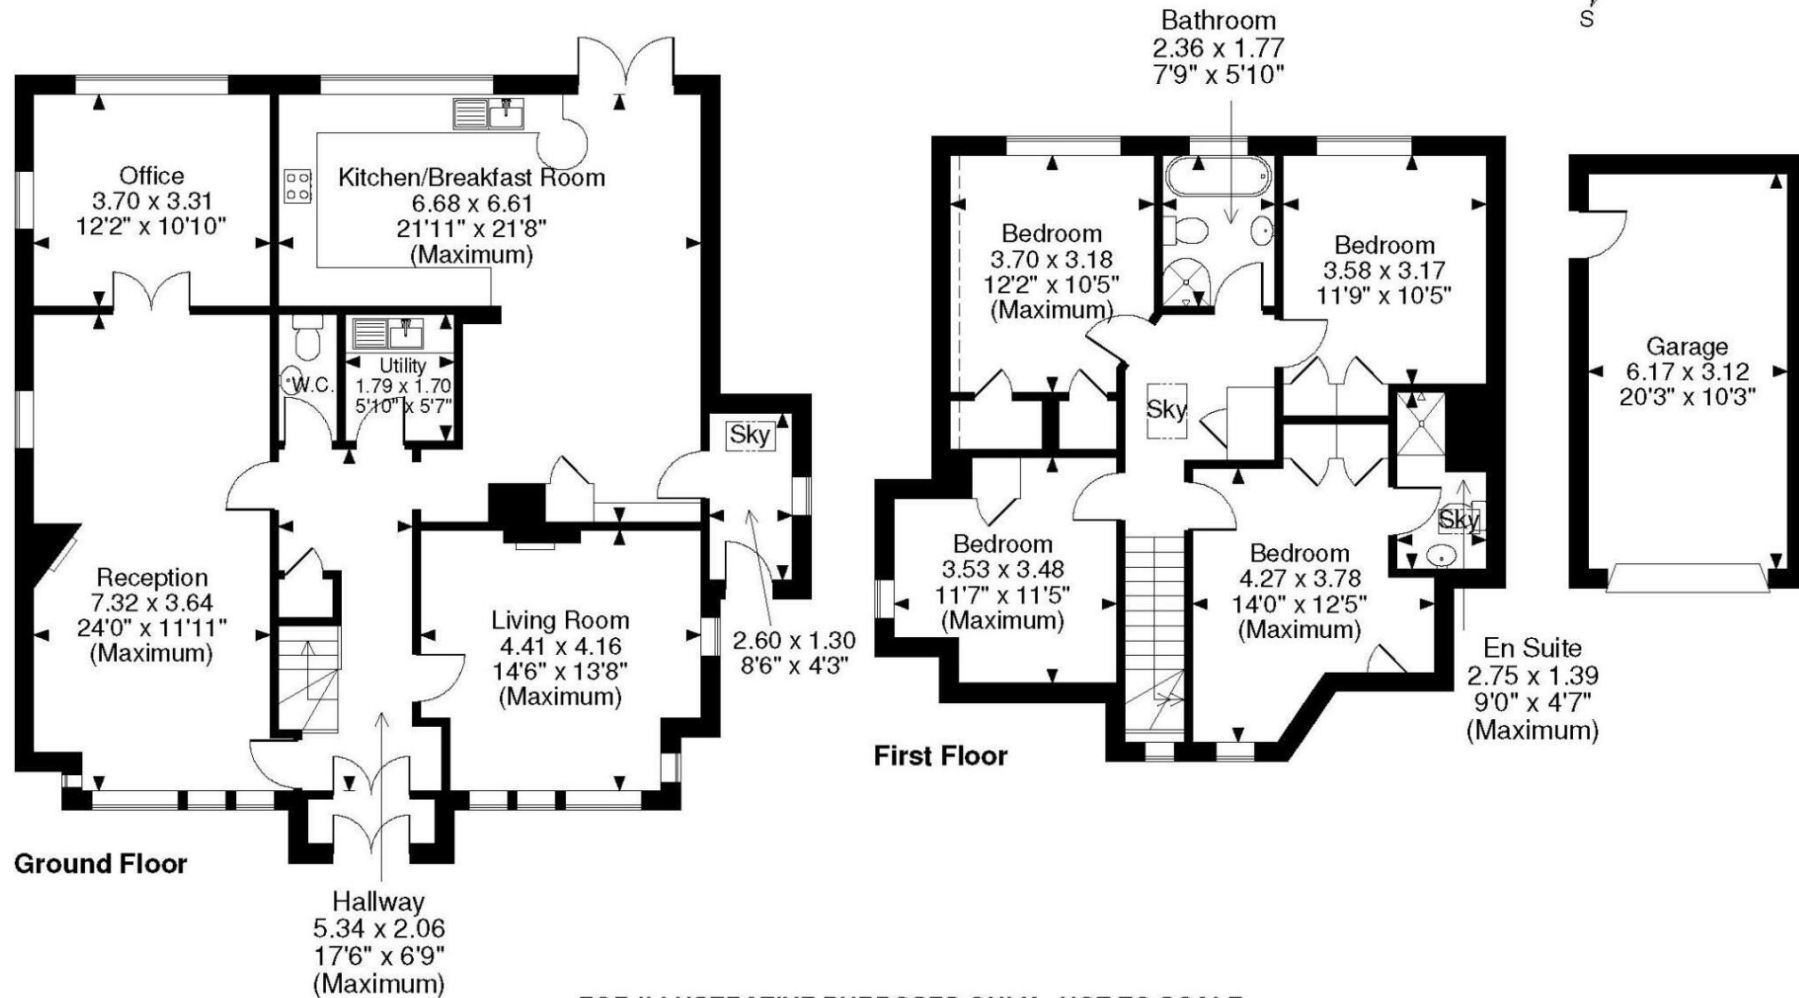 S
Bathroom
2.36 x 1.77
7'9" x 5'10"
Office
3.70 x 3.31
12'2" x 10'10"
Kitchen/Breakfast Room
6.68 x 6.61
21'11" x 21'8"
(Maximum)
Utility
1.79 x 1.70
5'10" x 5'7"
W.C.
Sky
Reception
7.32 x 3.64
24'0" x 11'11"
(Maximum)
Living Room
4.41 x 4.16
14'6" x 13'8"
(Maximum)
2.60 x 1.30
8'6" x 4'3"
Ground Floor
Hallway
5.34 x 2.06
17'6" x 6'9"
(Maximum)
Bedroom
3.70 x 3.18
12'2" x 10'5"
(Maximum)
Bedroom
3.58 x 3.17
11'9" x 10'5"
Sky
Bedroom
3.53 x 3.48
11'7" x 11'5"
(Maximum)
Bedroom
4.27 x 3.78
14'0" x 12'5"
(Maximum)
Sky
En Suite
2.75 x 1.39
9'0" x 4'7"
(Maximum)
First Floor
Garage
6.17 x 3.12
20'3" x 10'3"
FOR ILLUSTRATIVE PURPOSES ONLY - NOT TO SCALE